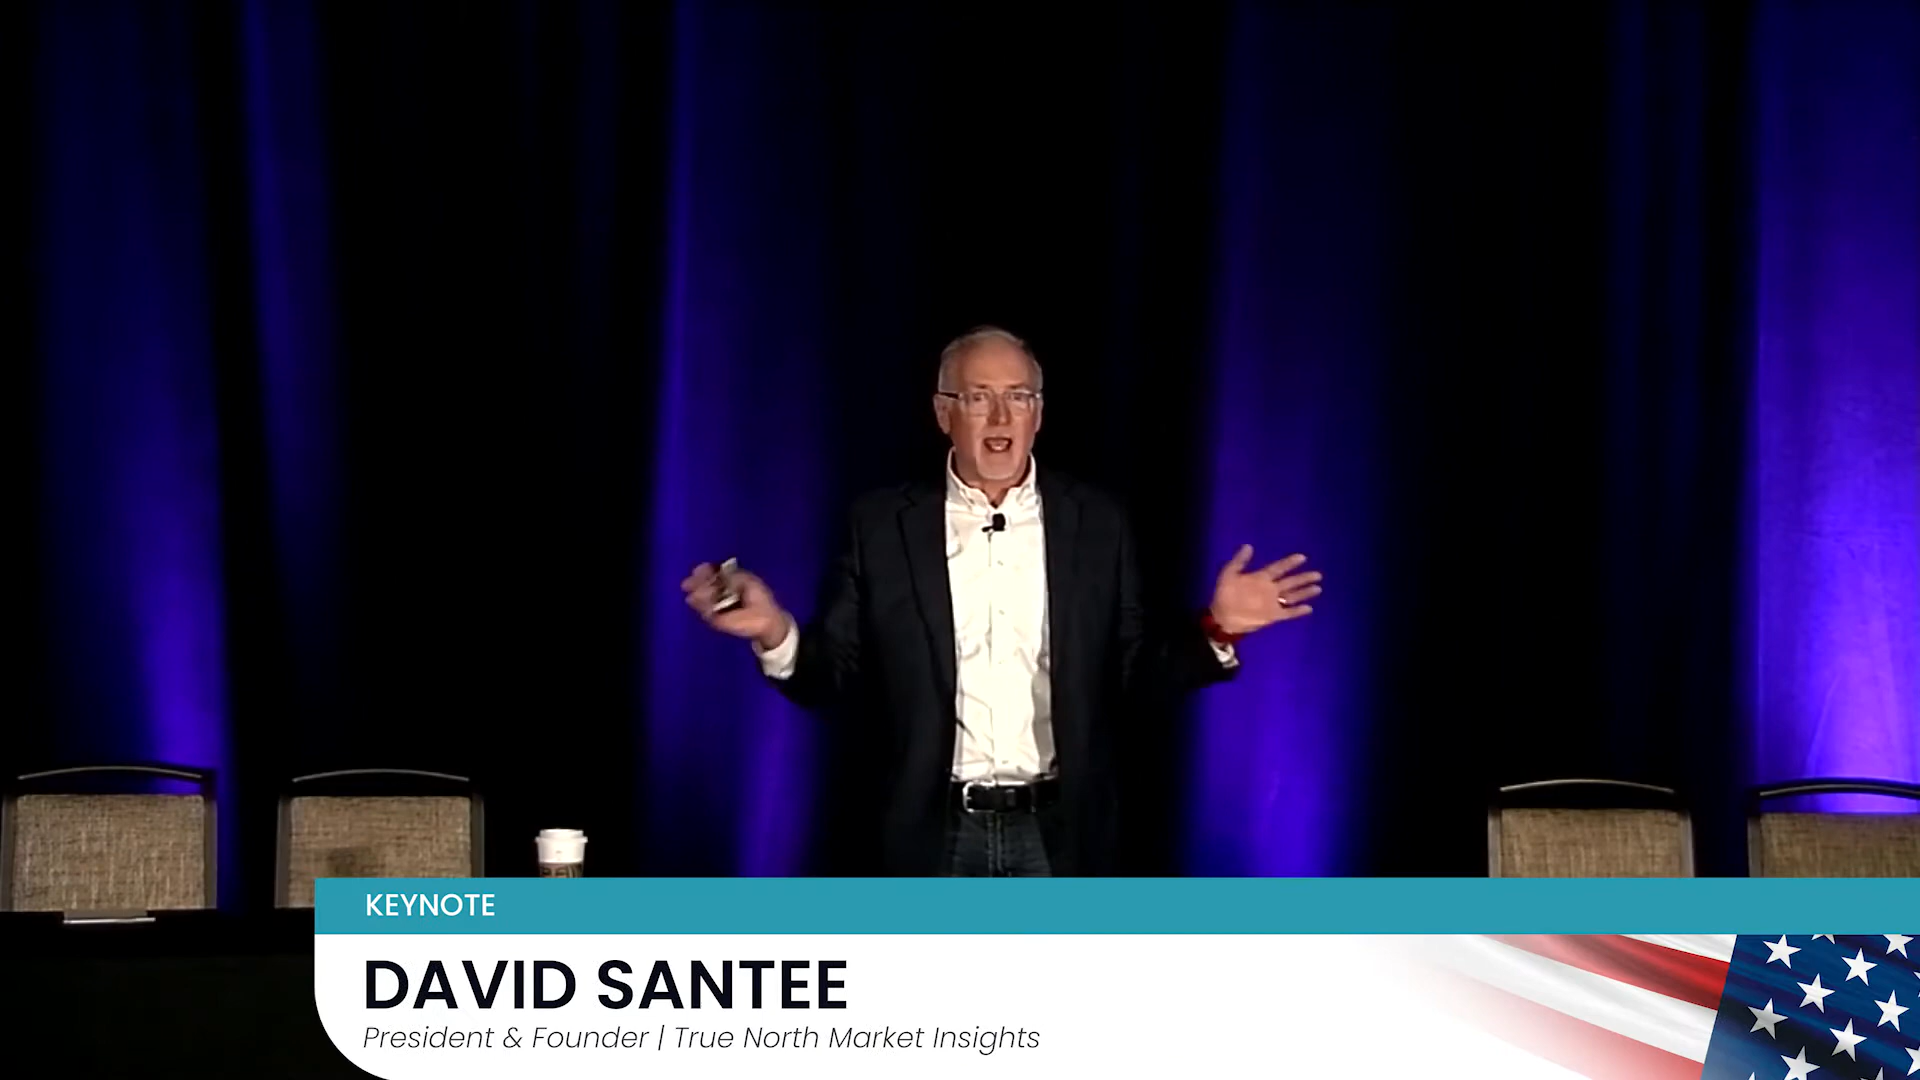 KEYNOTE
DAVID SANTEE
President & Founder | True North Market Insights